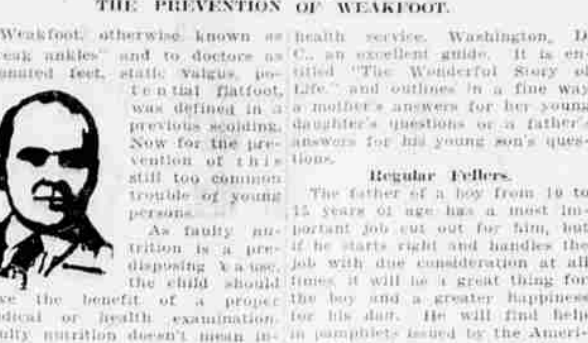 THE PREVENTION OF WEAKFOOT.
Weakfoot, otherwise known as
"weak ankles" and to doctors as
feet, static valgus, po-
tential flatfoot,
was defined in a
previous scolding.
Now for the pre-
vention of this
still too common
trouble of young
persons.
As faulty nu-
trition is a pre-
disposing cause,
the child should
the benefit of a proper
or health examination.
nutrition doesn't mean in-
health service, Washington, D.
C., an excellent guide. It is en-
titled "The Wonderful Story of
Life," and outlines in a fine way
a mother's answers for her young
daughter's questions or a father's
answers for his young son's ques-
tions.
Regular Fellers.
The father of a boy from 10 to
15 years of age has a most im-
portant job cut out for him, but
if he starts right and handles the
job with due consideration at all
times it will be a great thing for
the boy and a greater happiness
for his dad. He will find help
in pamphlets issued by the Ameri-